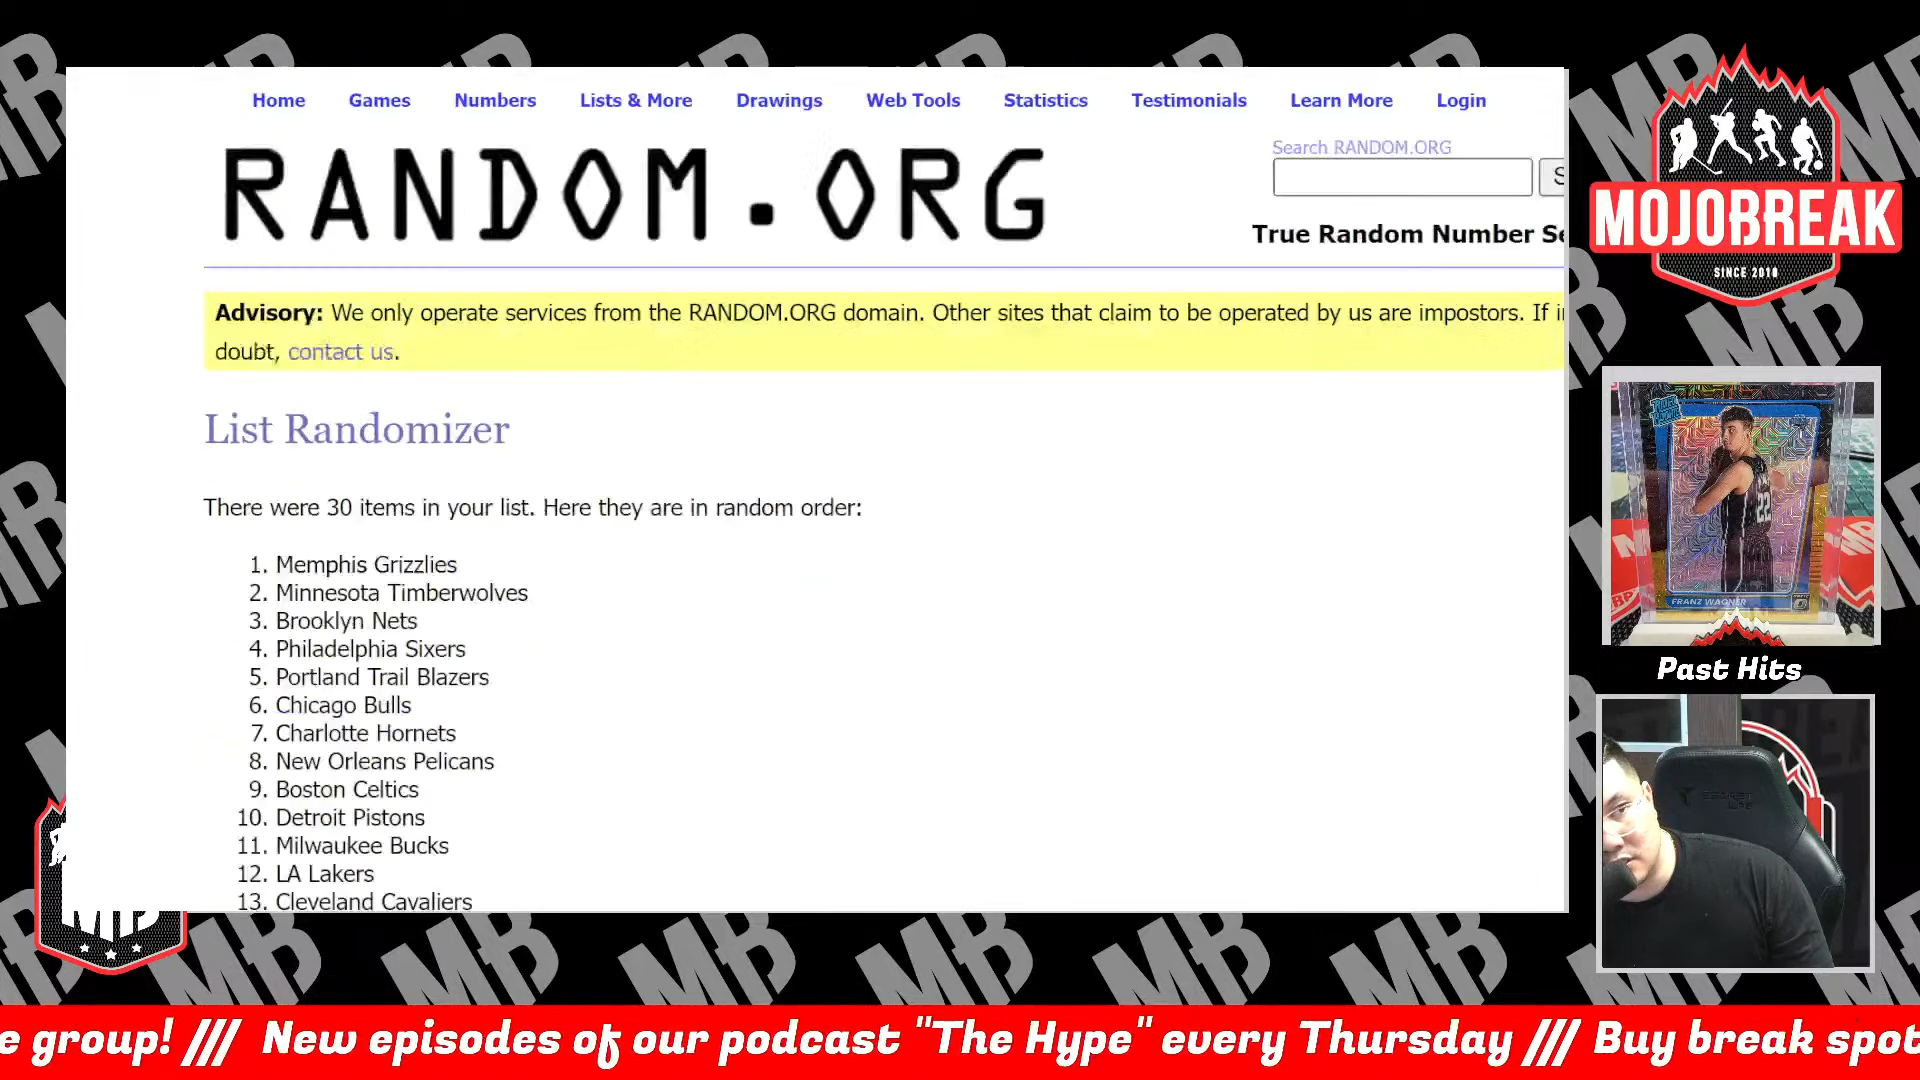 Home Games Numbers Lists & More Drawings Web Tools Statistics Testimonials Learn More Login
RANDOM.ORG
Search RANDOM.ORG
True Random Number
Advisory: We only operate services from the RANDOM.ORG domain. Other sites that claim to be operated by us are impostors. If
doubt, contact us.
List Randomizer
There were 30 items in your list. Here they are in random order:
1. Memphis Grizzlies
2. Minnesota Timberwolves
3. Brooklyn Nets
4. Philadelphia Sixers
5. Portland Trail Blazers
6. Chicago Bulls
7. Charlotte Hornets
8. New Orleans Pelicans
9. Boston Celtics
10. Detroit Pistons
11. Milwaukee Bucks
12. LA Lakers
13. Cleveland Cavaliers
MOJOBREAK
SINCE 2010
22
FRANZ WAGNER
Past Hits
MB
e group! /// New episodes of our podcast "The Hype" every Thursday /// Buy break spot